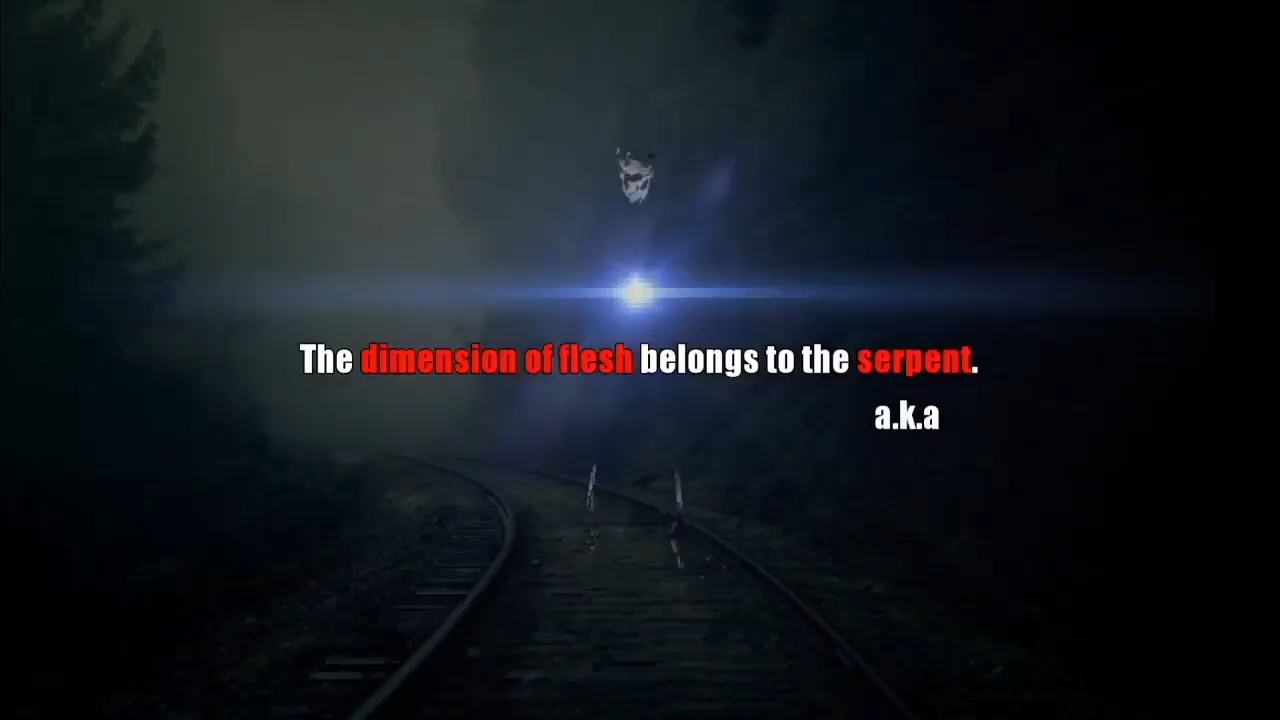 The dimension of flesh belongs to the serpent.
a.k.a